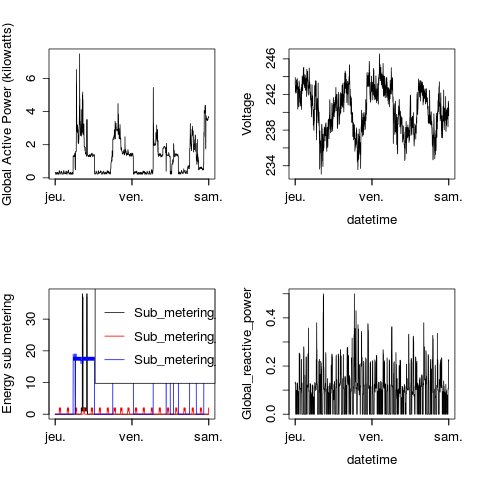 Global Active Power (kilowatts)
0 2 4 6
jeu. ven. sam.
Voltage
234 238 242 246
jeu. ven. sam.
datetime
Energy sub metering
0 10 20 30
Sub_metering
Sub_metering
Sub_metering
jeu. ven. sam.
Global_reactive_power
0.0 0.2 0.4
jeu. ven. sam.
datetime